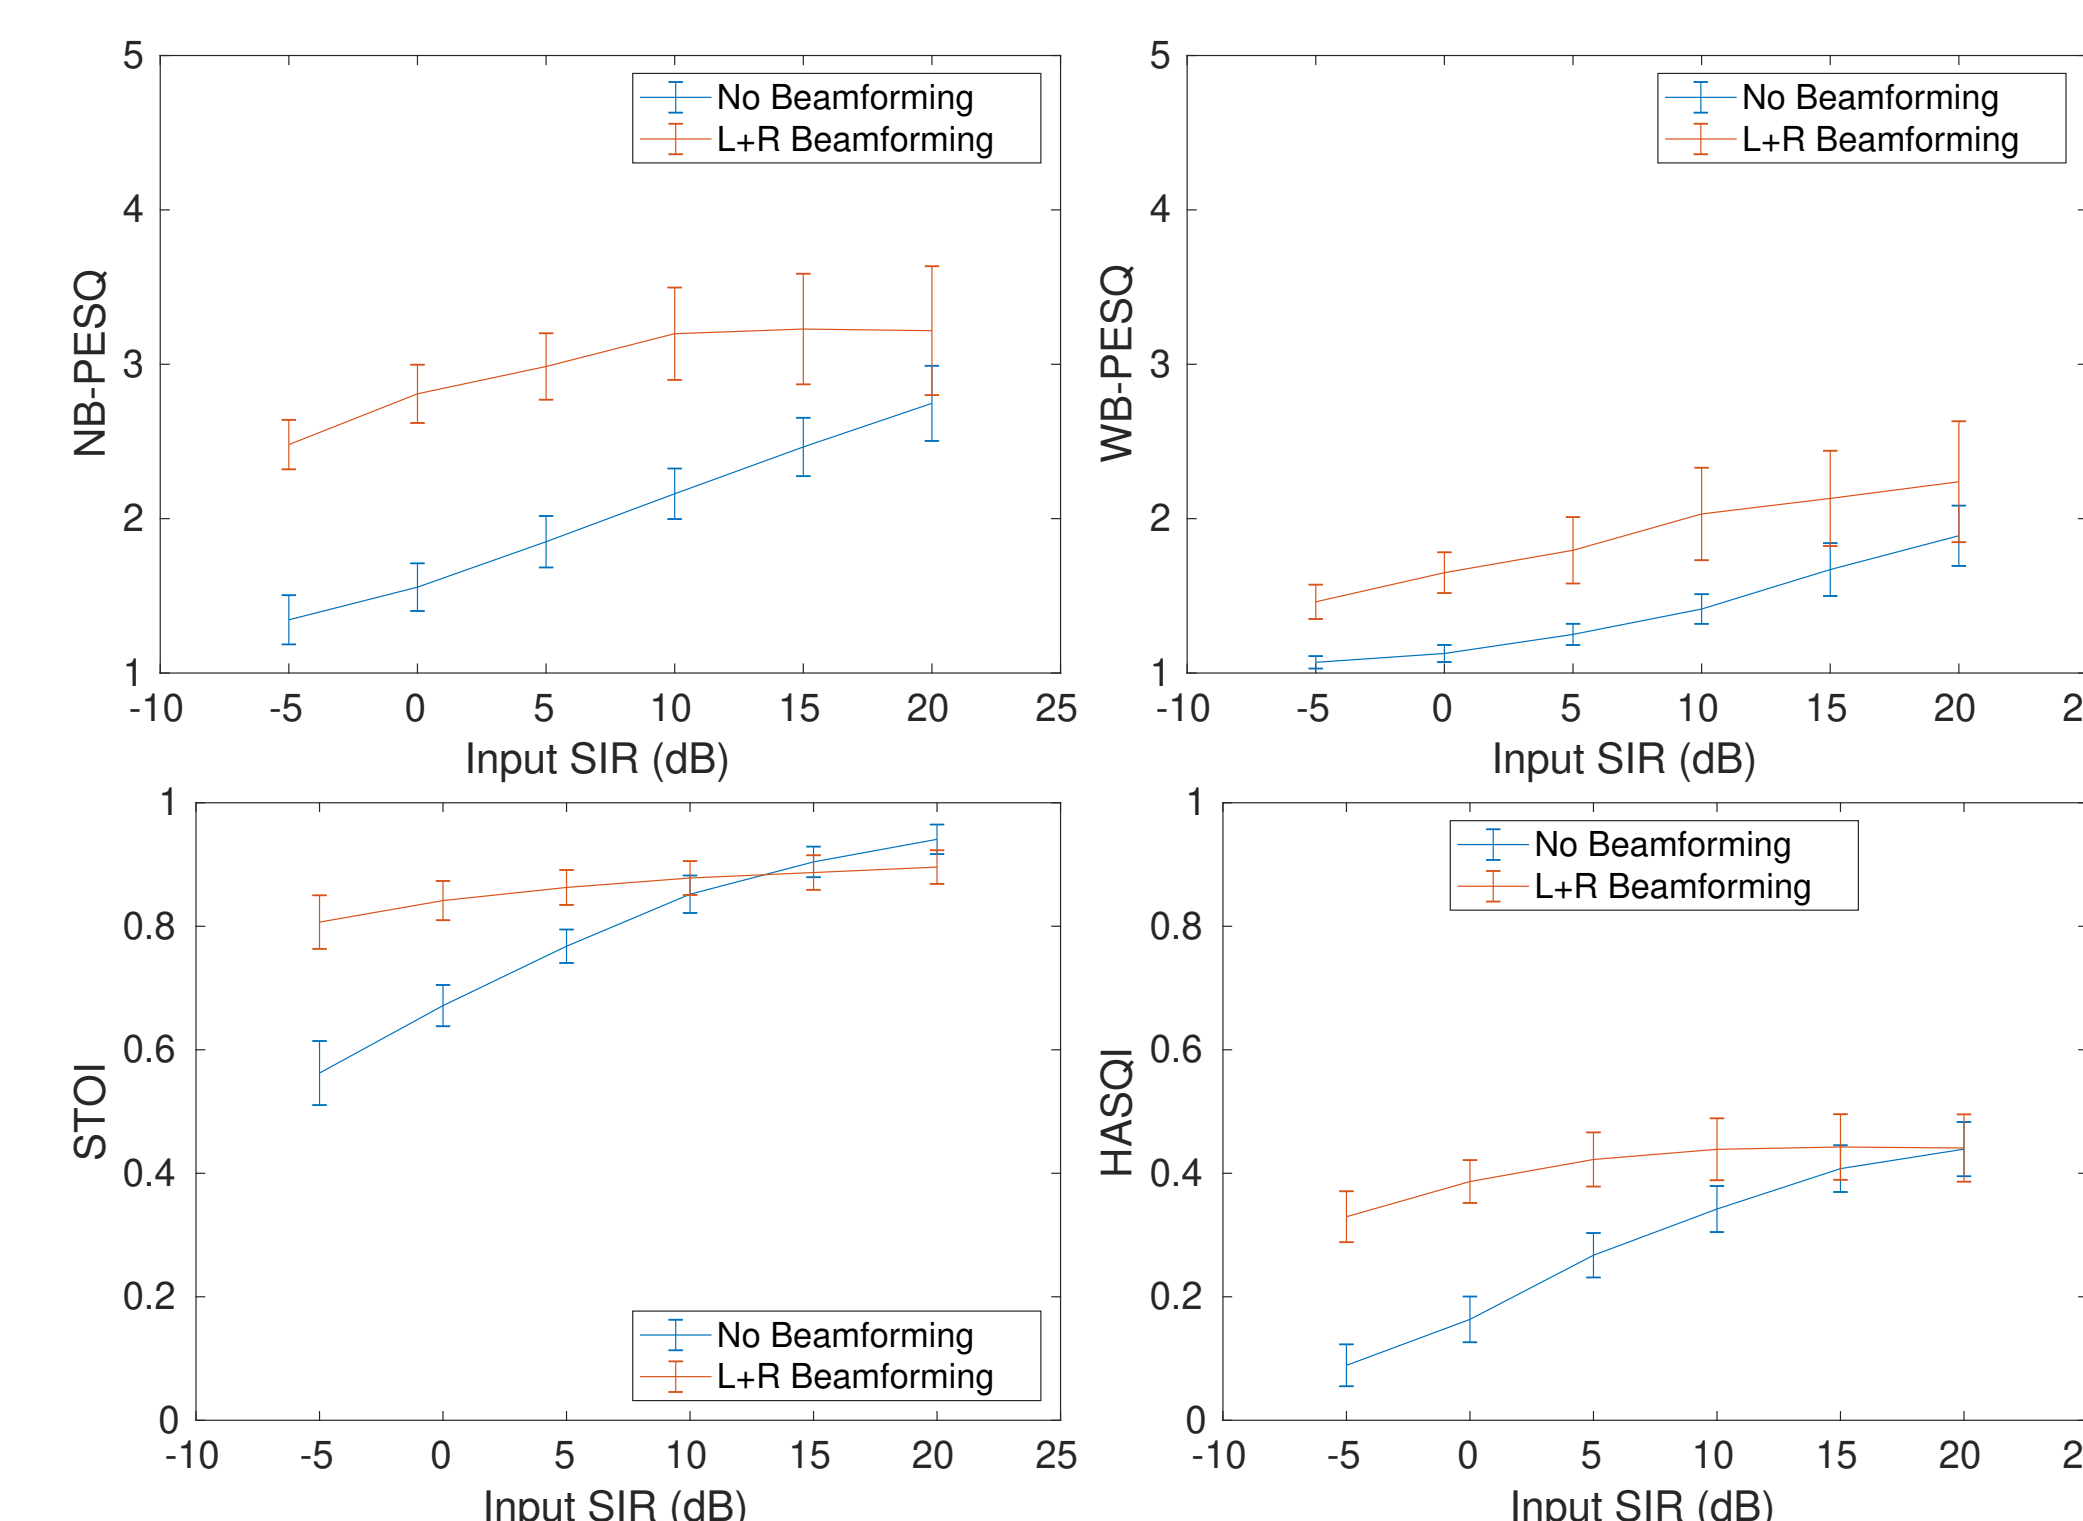 5
4
3
2
1
NB-PESQ
No Beamforming
L+R Beamforming
-10 -5 0 5 10 15 20 25
Input SIR (dB)
5
4
3
2
1
WB-PESQ
No Beamforming
L+R Beamforming
-10 -5 0 5 10 15 20 2
Input SIR (dB)
1
0.8
0.6
0.4
0.2
0
STOI
No Beamforming
L+R Beamforming
-10 -5 0 5 10 15 20 25
Input SIR (dB)
1
0.8
0.6
0.4
0.2
0
HASQI
No Beamforming
L+R Beamforming
-10 -5 0 5 10 15 20 2
Input SIR (dB)